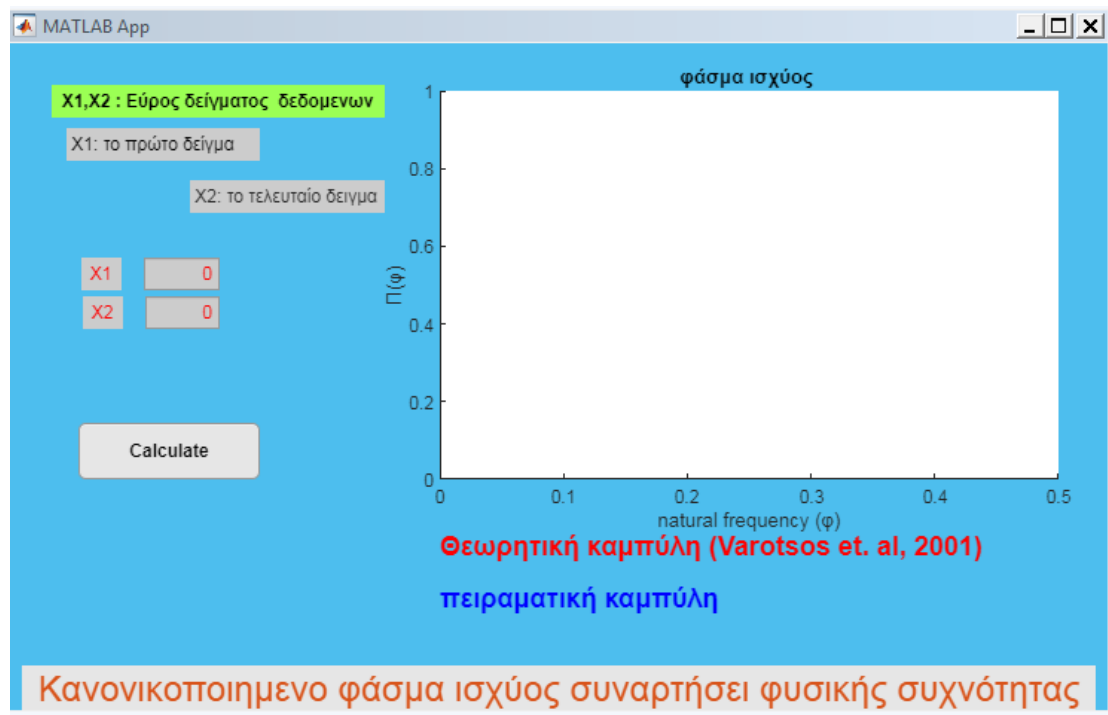 MATLAB App
X1,X2 : Εύρος δείγματος δεδομενων
X1: το πρώτο δείγμα
X2: το τελευταίο δειγμα
X1
0
X2
0
Calculate
φάσμα ισχύος
1
0.8
0.6
0.4
0.2
0
Π(φ)
0
0.1
0.2
0.3
0.4
0.5
natural frequency (φ)
Θεωρητική καμπύλη (Varotsos et. al, 2001)
πειραματική καμπύλη
Κανονικοποιημενο φάσμα ισχύος συναρτήσει φυσικής συχνότητας